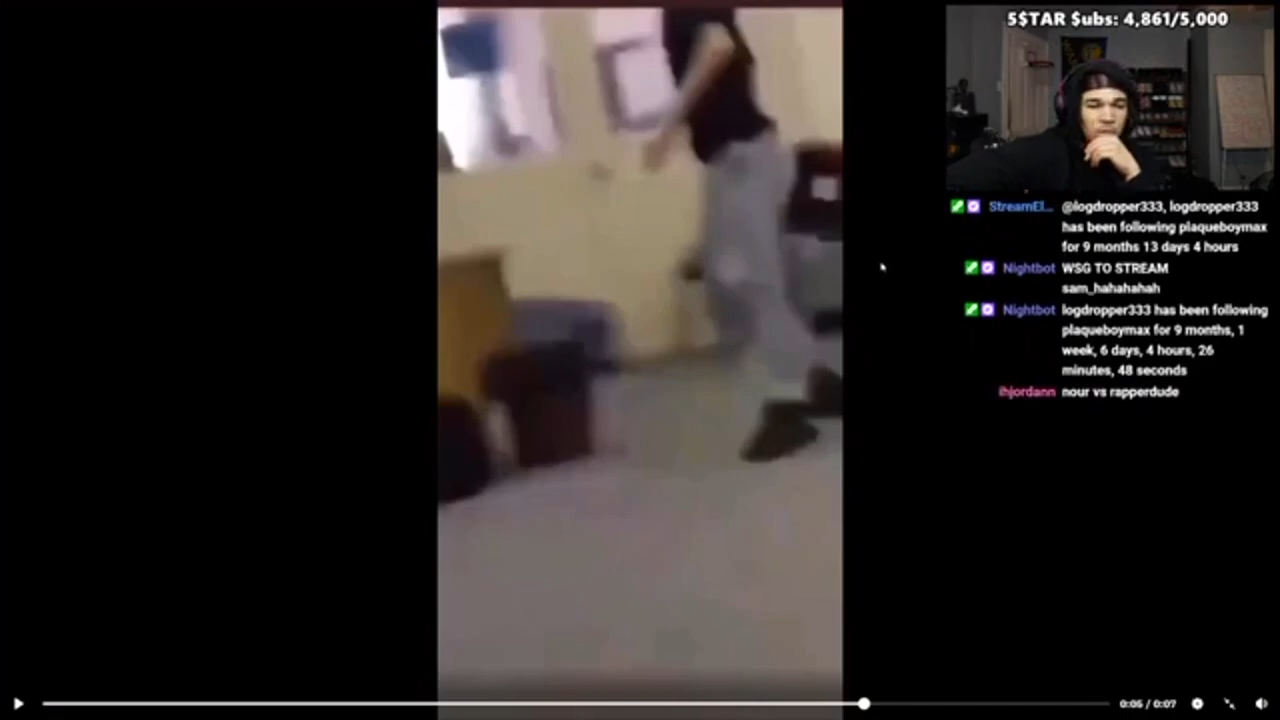 5$TAR $ubs: 4,861/5,000
StreamEl... @logdropper333, logdropper333
has been following plaqueboymax
for 9 months 13 days 4 hours
Nightbot WSG TO STREAM
sam_hahahahah
Nightbot logdropper333 has been following
plaqueboymax for 9 months, 1
week, 6 days, 4 hours, 26
minutes, 48 seconds
ihjordann nour vs rapperdude
0:05 / 0:07